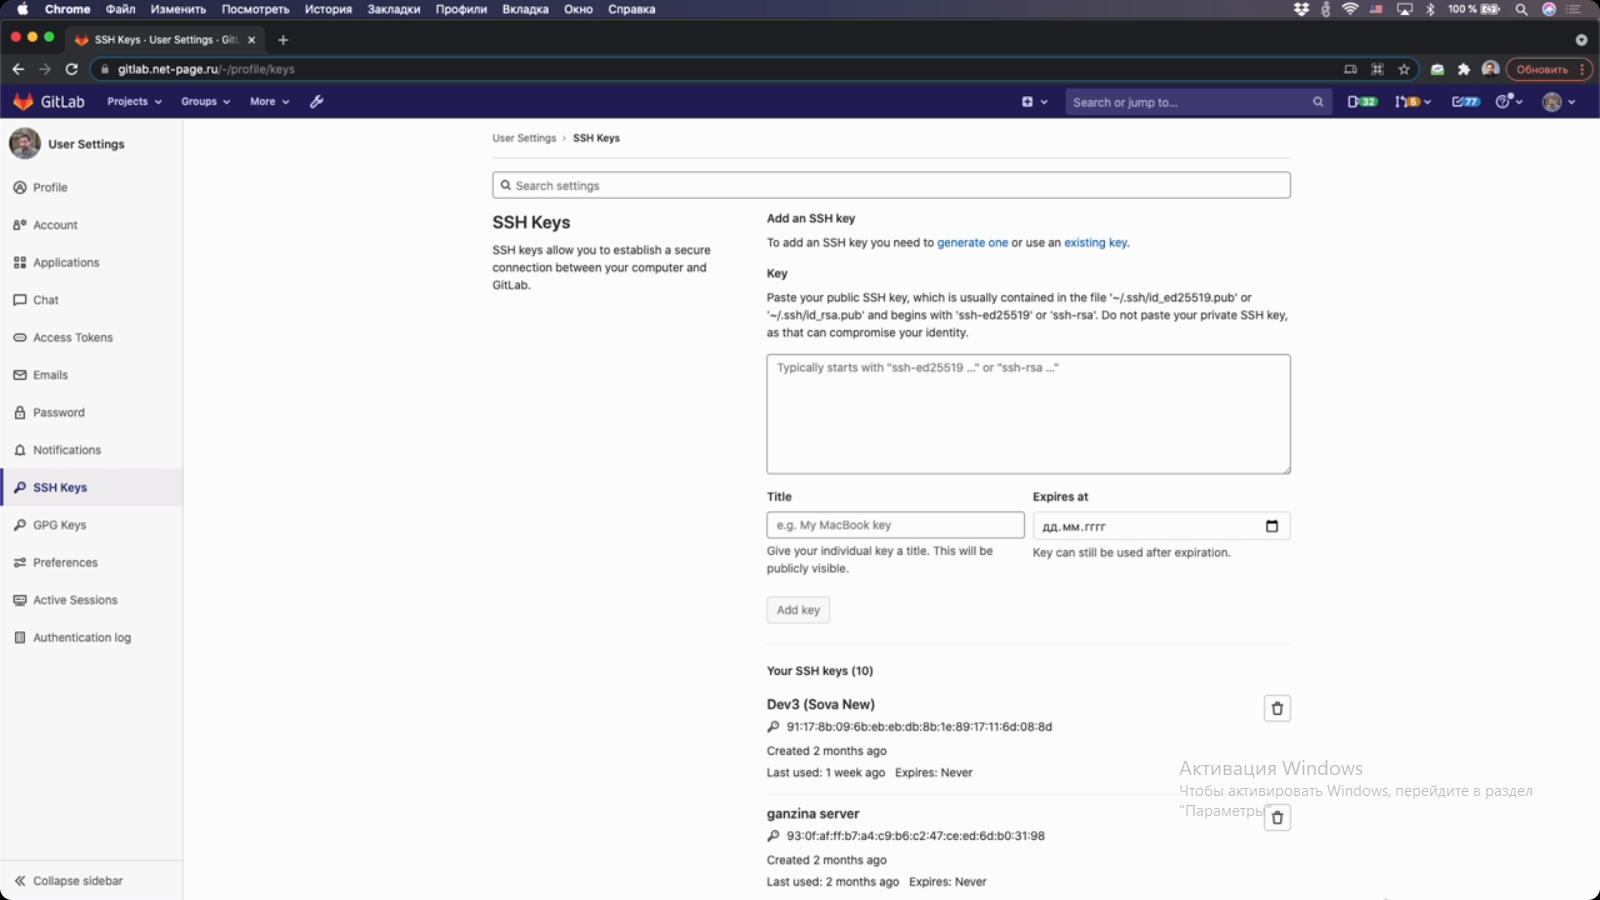 Chrome Файл Изменить Посмотреть История Закладки Профили Вкладка Окно Справка 100 %
SSH Keys · User Settings · GitL
gitlab.net-page.ru/-/profile/keys
Обновить
GitLab Projects Groups More Search or jump to... 32 5 77
User Settings
Profile
Account
Applications
Chat
Access Tokens
Emails
Password
Notifications
SSH Keys
GPG Keys
Preferences
Active Sessions
Authentication log
Collapse sidebar
User Settings › SSH Keys
Search settings
SSH Keys
SSH keys allow you to establish a secure
connection between your computer and
GitLab.
Add an SSH key
To add an SSH key you need to generate one or use an existing key.
Key
Paste your public SSH key, which is usually contained in the file '~/.ssh/id_ed25519.pub' or
'~/.ssh/id_rsa.pub' and begins with 'ssh-ed25519' or 'ssh-rsa'. Do not paste your private SSH key,
as that can compromise your identity.
Typically starts with "ssh-ed25519 ..." or "ssh-rsa ..."
Title
e.g. My MacBook key
Give your individual key a title. This will be
publicly visible.
Expires at
дд.мм.гггг
Key can still be used after expiration.
Add key
Your SSH keys (10)
Dev3 (Sova New)
91:17:8b:09:6b:eb:eb:db:8b:1e:89:17:11:6d:08:8d
Created 2 months ago
Last used: 1 week ago Expires: Never
ganzina server
93:0f:af:ff:b7:a4:c9:b6:c2:47:ce:ed:6d:b0:31:98
Created 2 months ago
Last used: 2 months ago Expires: Never
Активация Windows
Чтобы активировать Windows, перейдите в раздел
"Параметры"